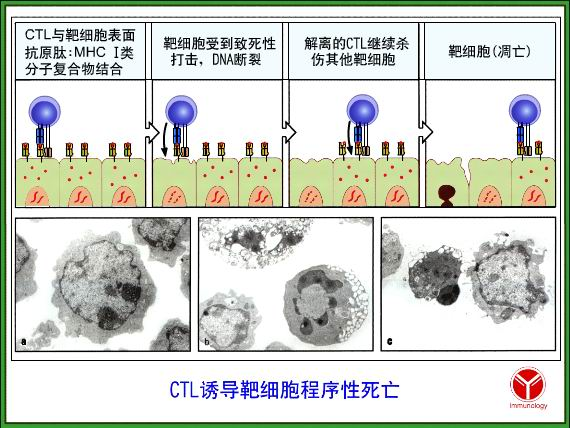 CTL与靶细胞表面
抗原肽:MHC I类
分子复合物结合
靶细胞受到致死性
打击，DNA断裂
解离的CTL继续杀
伤其他靶细胞
靶细胞(凋亡)
a
b
c
CTL诱导靶细胞程序性死亡
Immunology